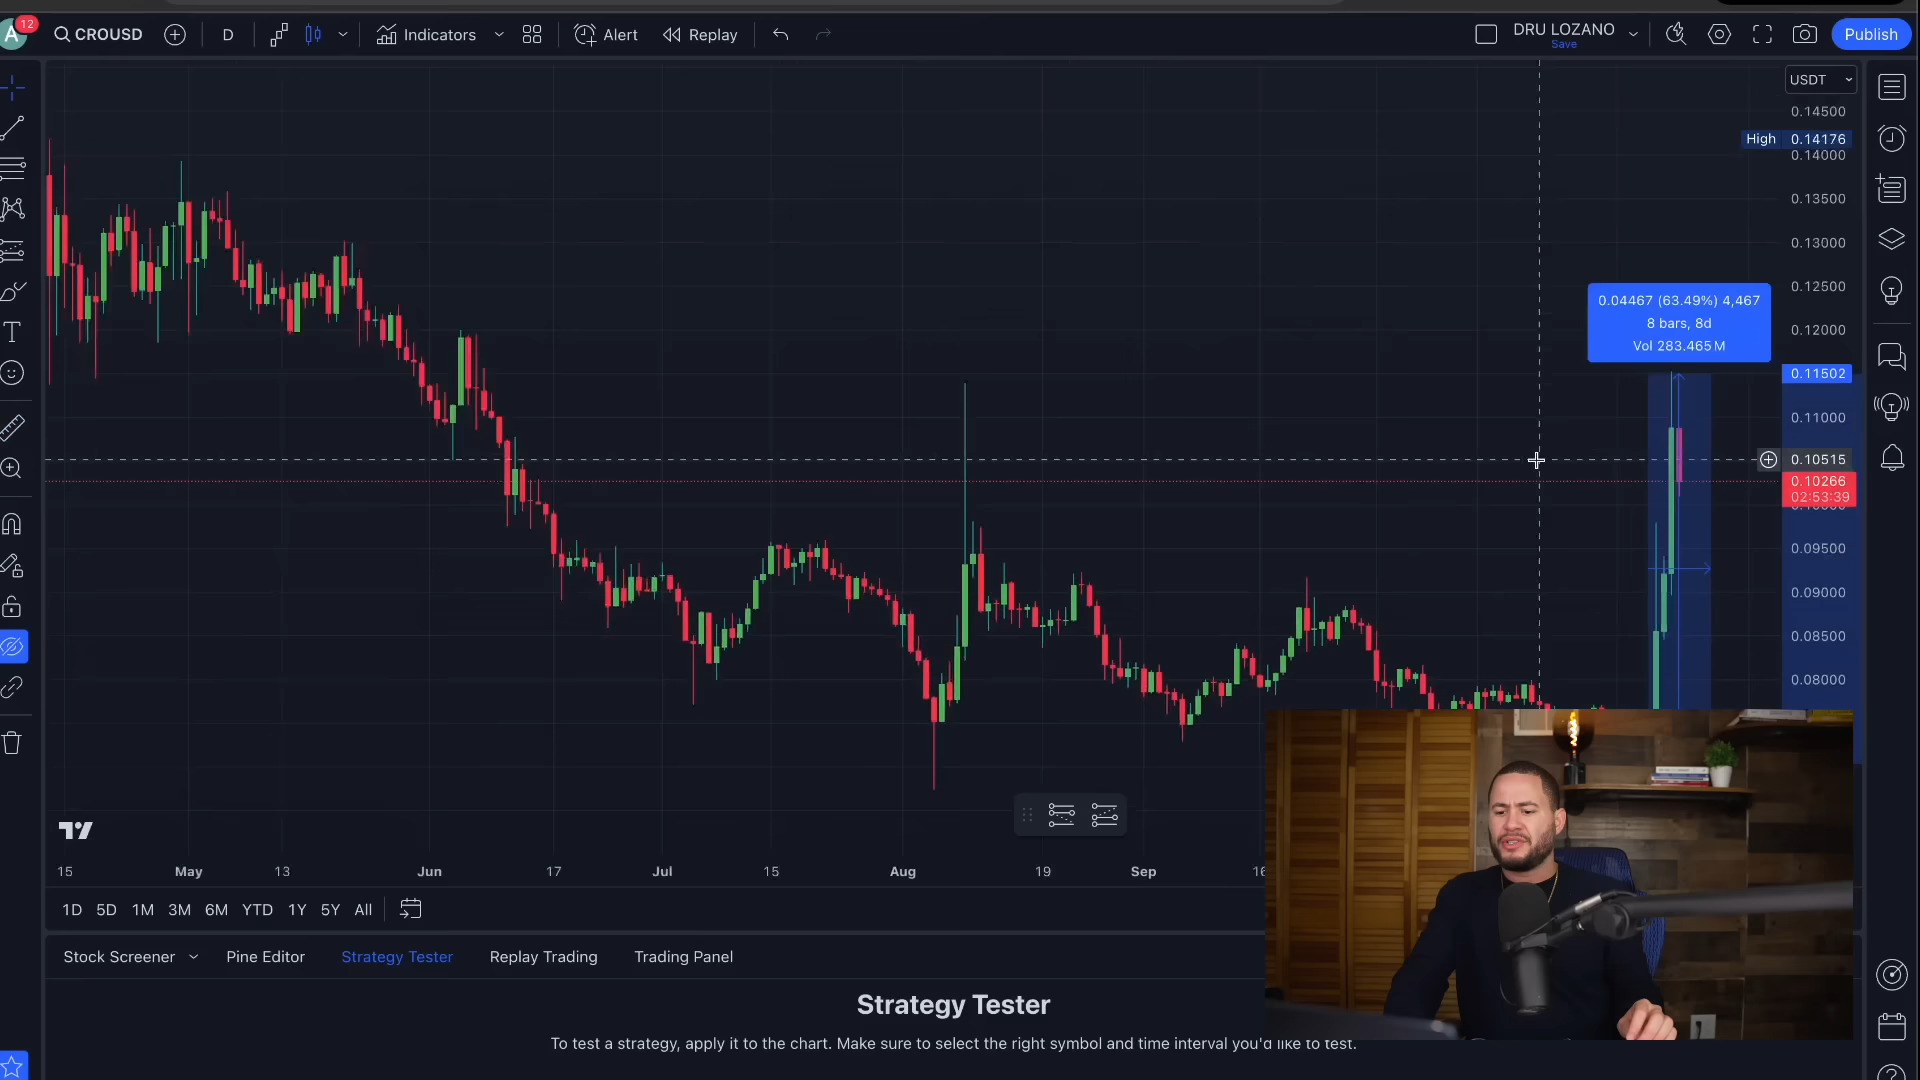 A
12
CROUSD
D
Indicators
Alert
Replay
DRU LOZANO
Save
Publish
USDT
0.14500
High 0.14176
0.14000
0.13500
0.13000
0.12500
0.12000
0.04467 (63.49%) 4,467
8 bars, 8d
Vol 283.465M
0.11502
0.11000
0.10515
0.10266
02:53:39
0.10000
0.09500
0.09000
0.08500
0.08000
15 May 13 Jun 17 Jul 15 Aug 19 Sep 16
1D 5D 1M 3M 6M YTD 1Y 5Y All
Stock Screener Pine Editor Strategy Tester Replay Trading Trading Panel
Strategy Tester
To test a strategy, apply it to the chart. Make sure to select the right symbol and time interval you'd like to test.